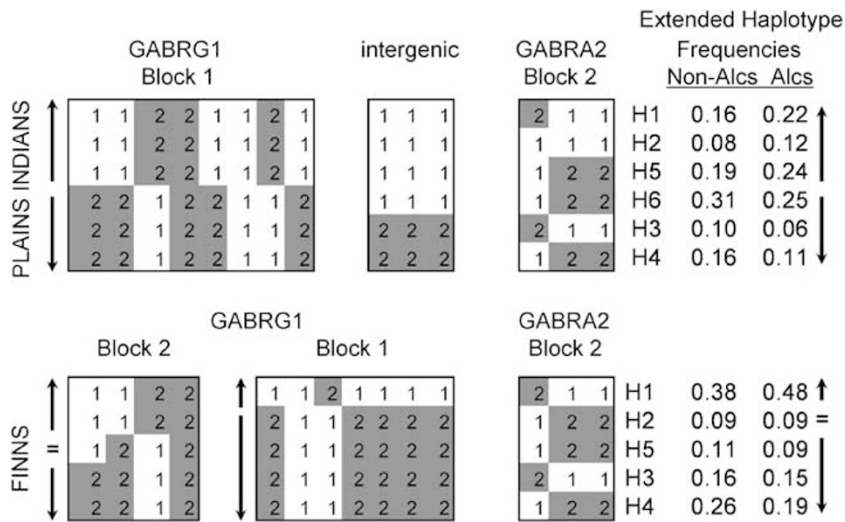 Extended Haplotype
GABRG1 intergenic GABRA2 Frequencies
Block 1 Block 2 Non-Alcs Alcs
PLAINS INDIANS
1 1 2 2 1 1 2 1 1 1 1 2 1 1 H1 0.16 0.22
1 1 2 2 1 1 2 1 1 1 1 1 1 1 H2 0.08 0.12
1 1 2 2 1 1 2 1 1 1 1 1 2 2 H5 0.19 0.24
2 2 1 2 2 1 1 2 1 1 1 1 2 2 H6 0.31 0.25
2 2 1 2 2 1 1 2 2 2 2 2 1 1 H3 0.10 0.06
2 2 1 2 2 1 1 2 2 2 2 1 2 2 H4 0.16 0.11
GABRG1 GABRA2
Block 2 Block 1 Block 2
FINNS
1 1 2 2 1 1 2 1 1 1 1 2 1 1 H1 0.38 0.48
1 1 2 2 2 1 1 2 2 2 2 1 2 2 H2 0.09 0.09 =
= 1 2 1 2 2 1 1 2 2 2 2 1 2 2 H5 0.11 0.09
2 2 1 2 2 1 1 2 2 2 2 2 1 1 H3 0.16 0.15
2 2 1 2 2 1 1 2 2 2 2 1 2 2 H4 0.26 0.19